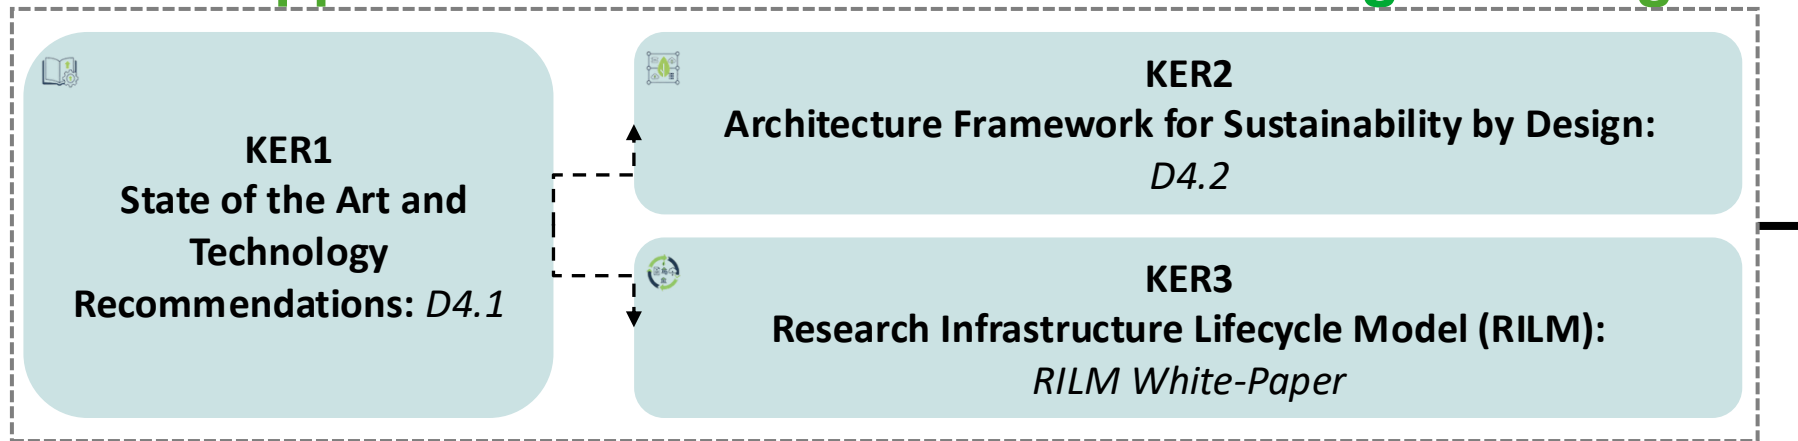 KER1
State of the Art and
Technology
Recommendations: D4.1
KER2
Architecture Framework for Sustainability by Design:
D4.2
KER3
Research Infrastructure Lifecycle Model (RILM):
RILM White-Paper